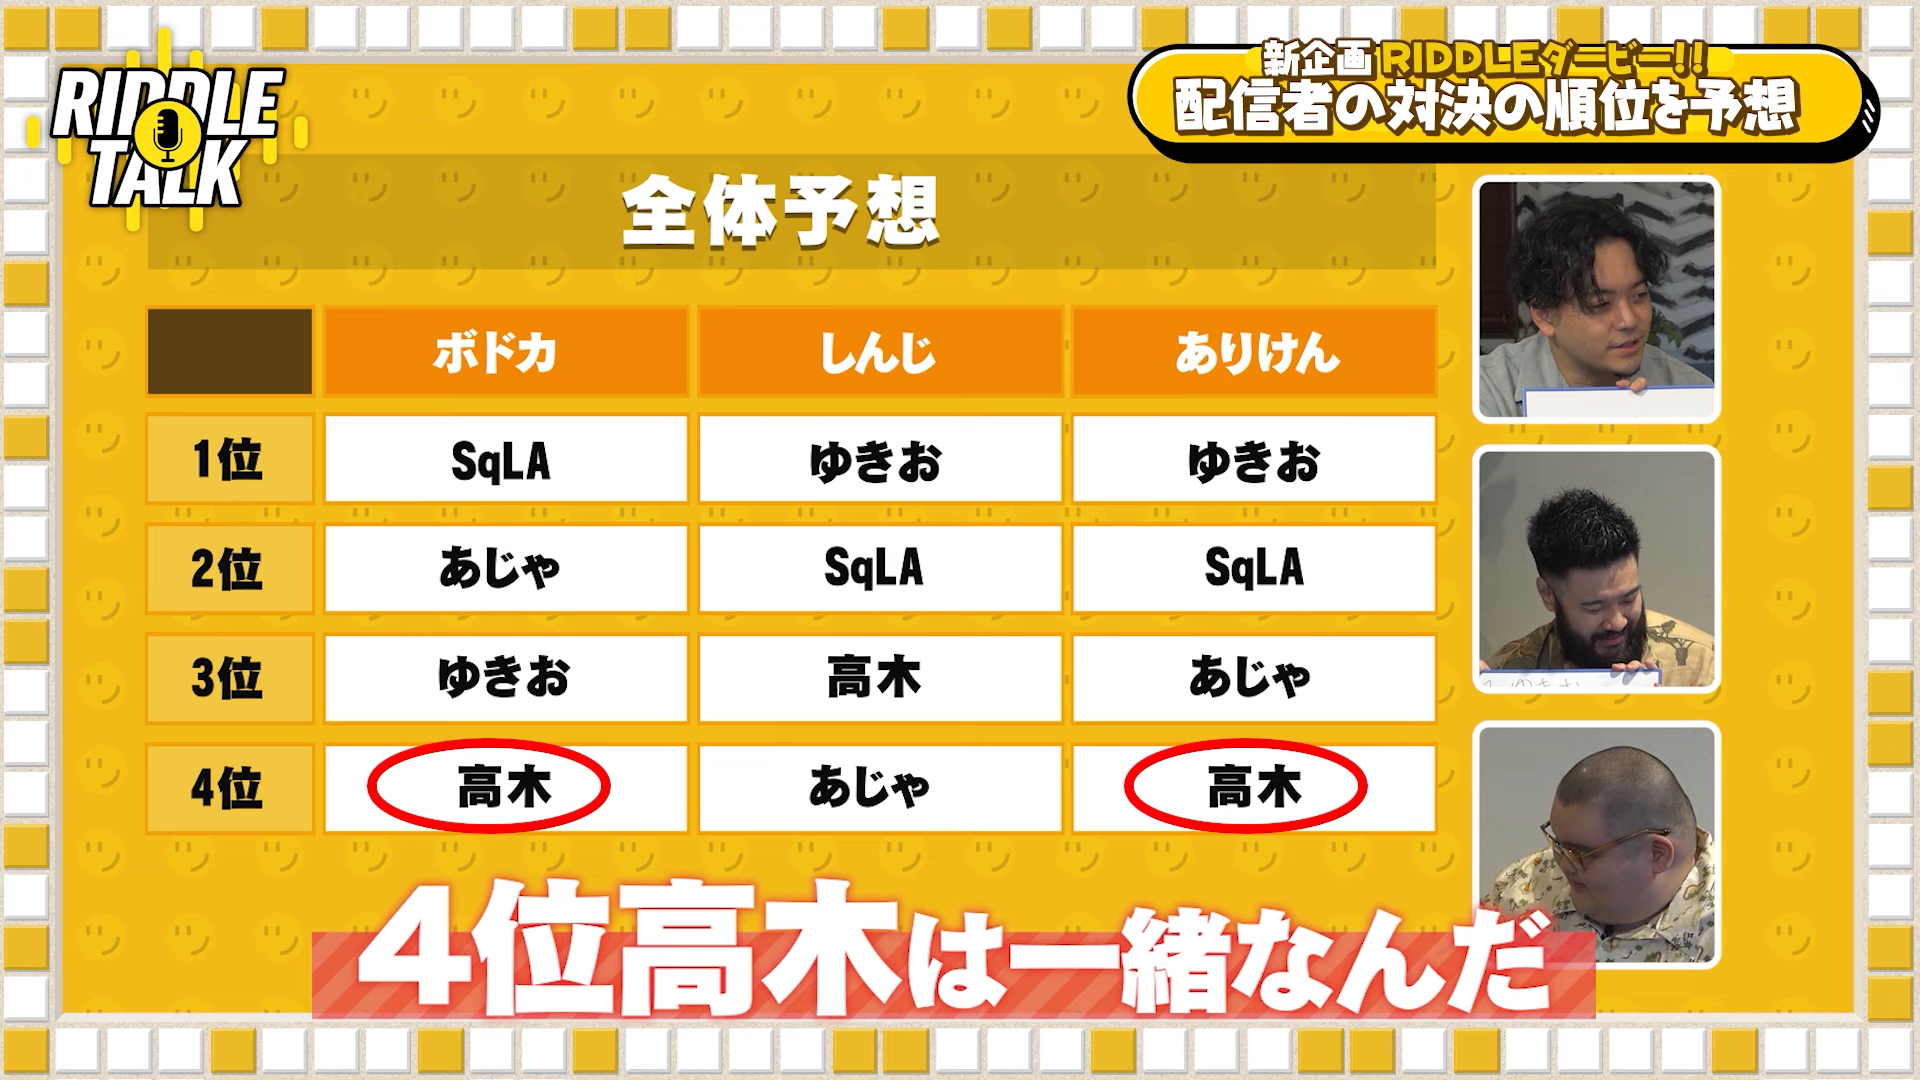 RIDDLE
TALK
新企画 RIDDLEダービー!!
配信者の対決の順位を予想
全体予想
ボドカ しんじ ありけん
1位 SqLA ゆきお ゆきお
2位 あじゃ SqLA SqLA
3位 ゆきお 高木 あじゃ
4位 高木 あじゃ 高木
4位高木は一緒なんだ